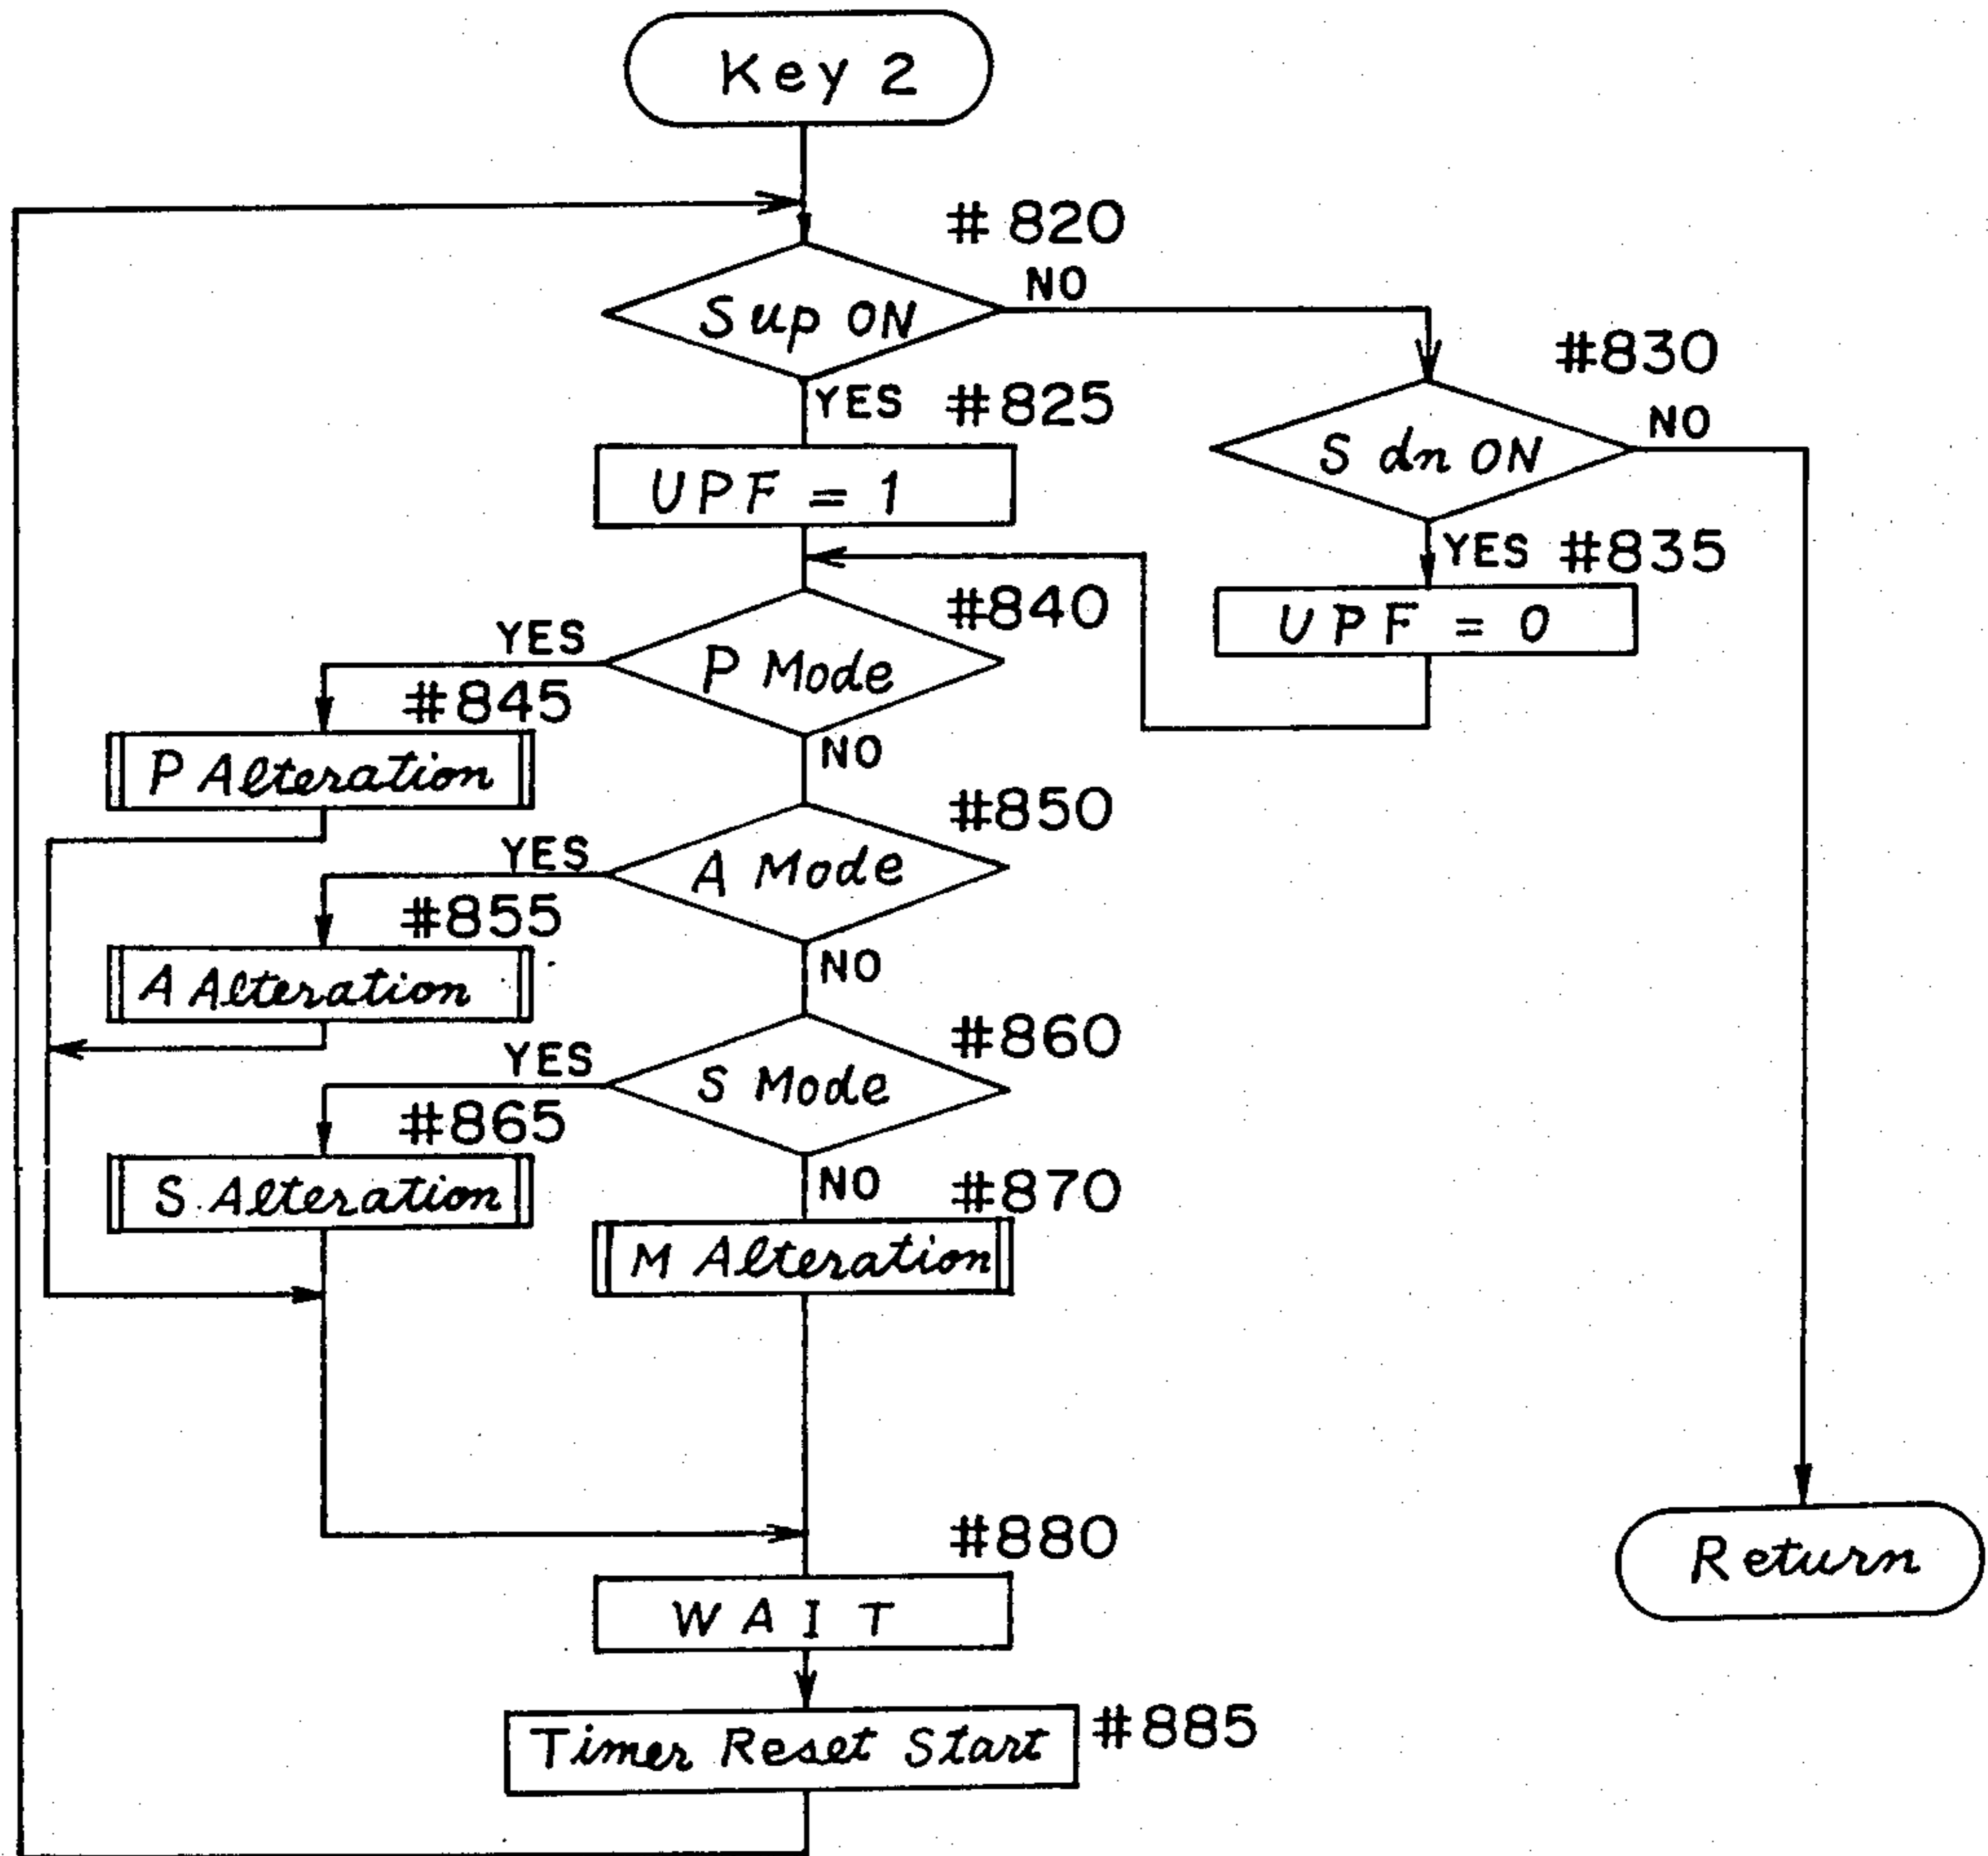 Key 2
# 820
Sup ON
NO
#830
YES #825
S dn ON
NO
UPF = 1
YES #835
#840
UPF = 0
YES
P Mode
#845
P Alteration
NO
#850
YES
A Mode
#855
A Alteration
NO
#860
YES
S Mode
#865
S Alteration
NO #870
M Alteration
#880
WAIT
Return
Timer Reset Start #885